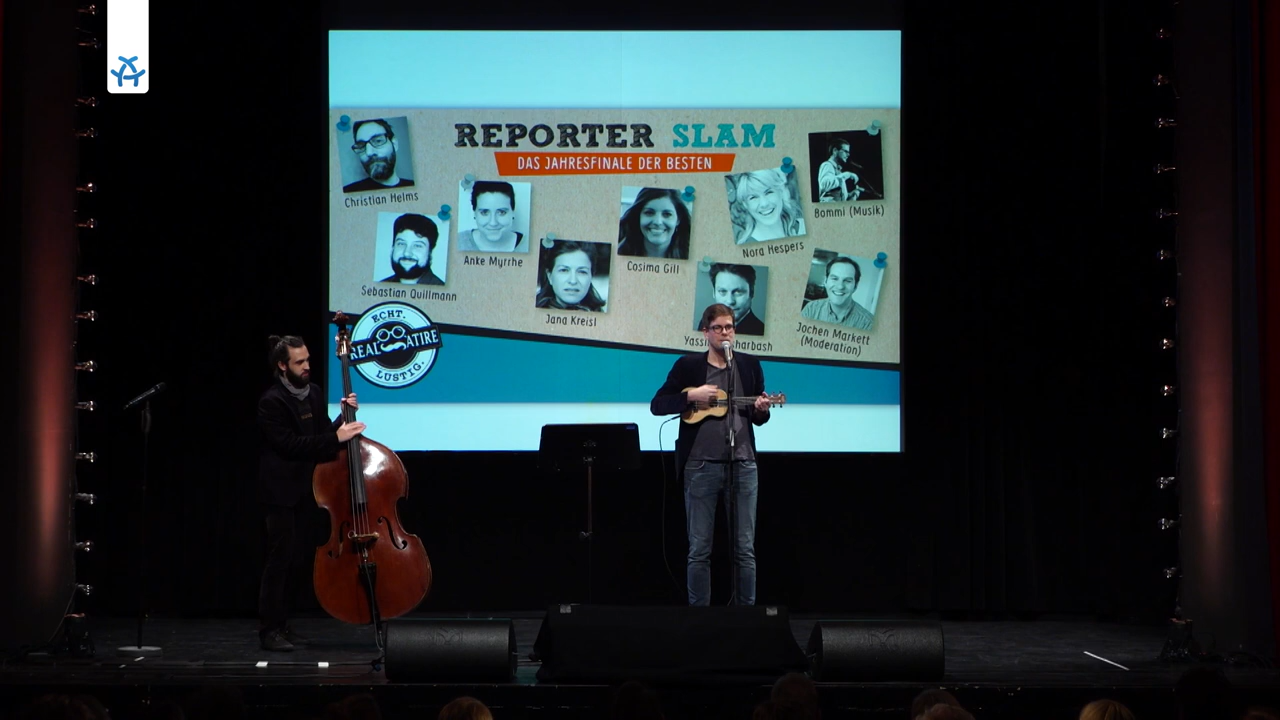 REPORTER SLAM
DAS JAHRESFINALE DER BESTEN
Christian Helms
Sebastian Quillmann
Anke Myrrhe
Jana Kreisl
Cosima Gill
Nora Hespers
Bommi (Musik)
Jochen Markett
(Moderation)
ECHT.
REAL SATIRE
LUSTIG.